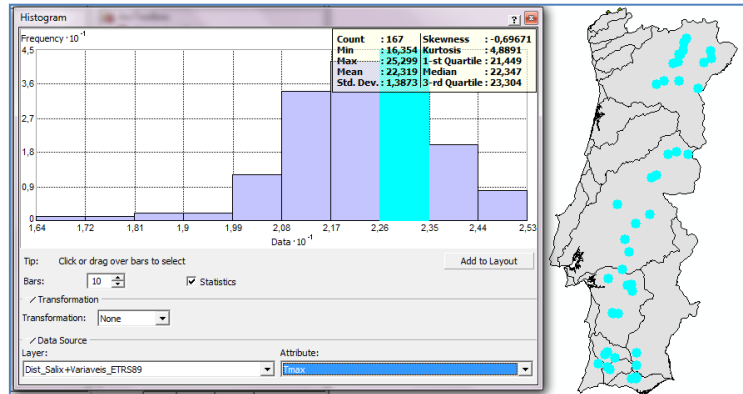 Histogram
Frequency · 10⁻¹
Count : 167 Skewness : -0,69671
Min : 16,354 Kurtosis : 4,8891
Max : 25,299 1-st Quartile : 21,449
Mean : 22,319 Median : 22,347
Std. Dev. : 1,3873 3-rd Quartile : 23,304
4,5
3,6
2,7
1,8
0,9
0
1,64 1,72 1,81 1,9 1,99 2,08 2,17 2,26 2,35 2,44 2,53
Data · 10⁻¹
Tip: Click or drag over bars to select
Add to Layout
Bars: 10 Statistics
Transformation
Transformation: None
Data Source
Layer: Attribute:
Dist_Salix+Variaveis_ETRS89 Tmax